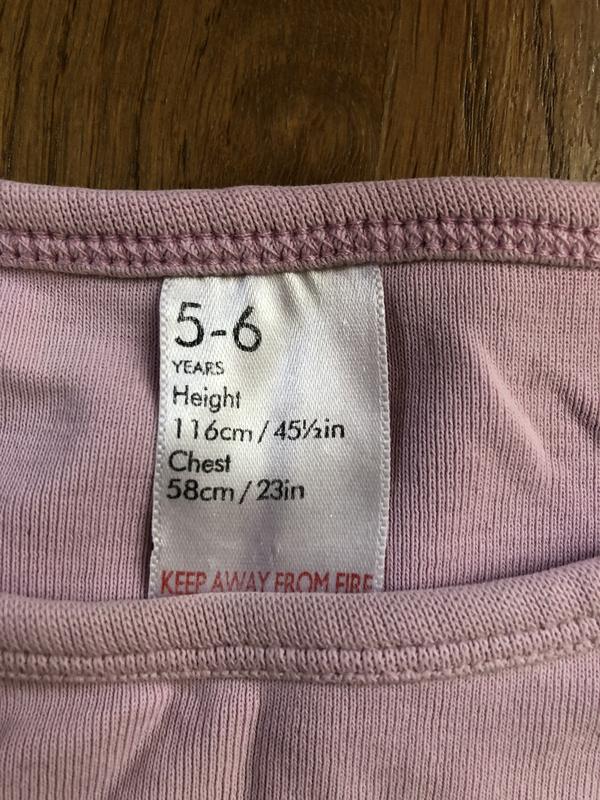 5-6
YEARS
Height
116cm / 45½in
Chest
58cm / 23in
KEEP AWAY FROM FIRE